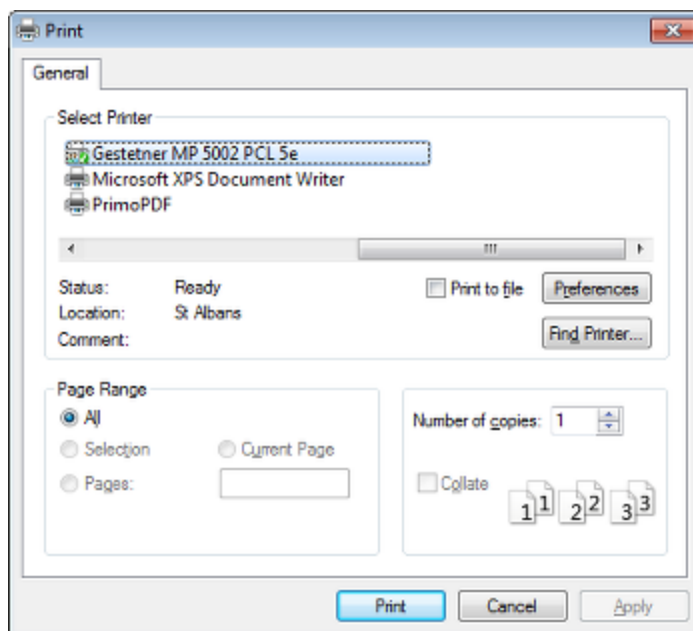 Print
General
Select Printer
Gestetner MP 5002 PCL 5e
Microsoft XPS Document Writer
PrimoPDF
Status: Ready
Print to file
Preferences
Location: St Albans
Comment:
Find Printer...
Page Range
All
Selection
Current Page
Pages:
Number of copies: 1
Collate
1 1 2 2 3 3
Print
Cancel
Apply